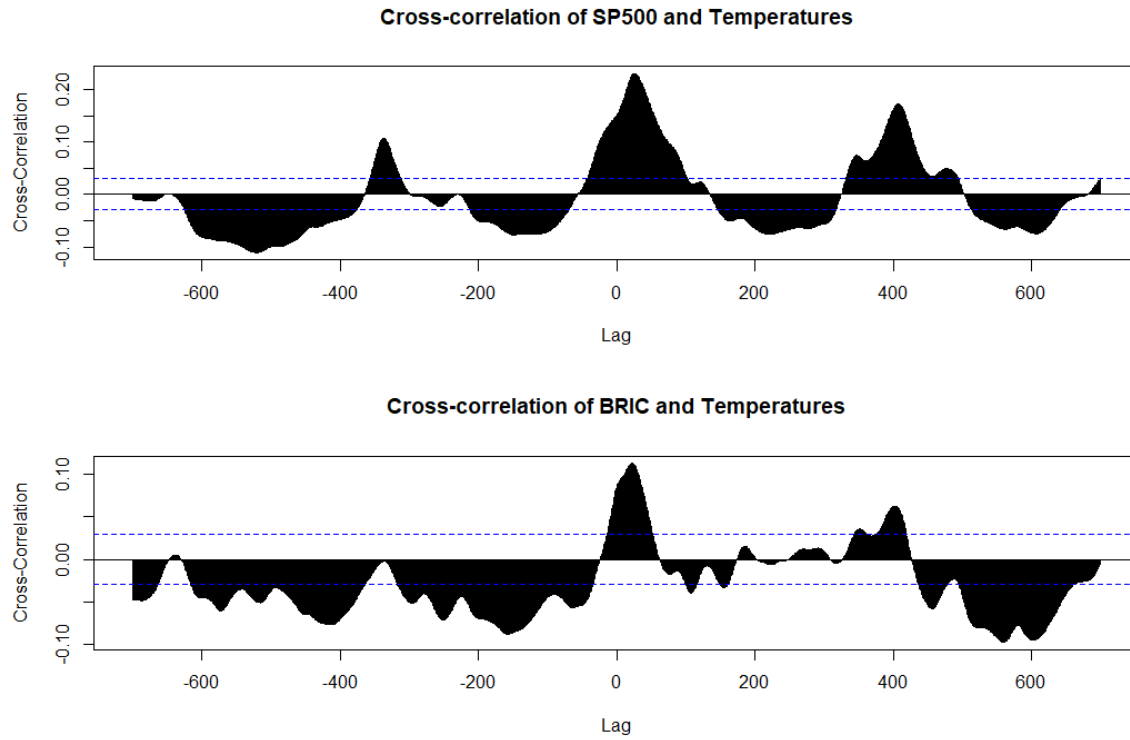 Cross-correlation of SP500 and Temperatures
Cross-Correlation
0.20
0.10
0.00
-0.10
-600 -400 -200 0 200 400 600
Lag
Cross-correlation of BRIC and Temperatures
Cross-Correlation
0.10
0.00
-0.10
-600 -400 -200 0 200 400 600
Lag